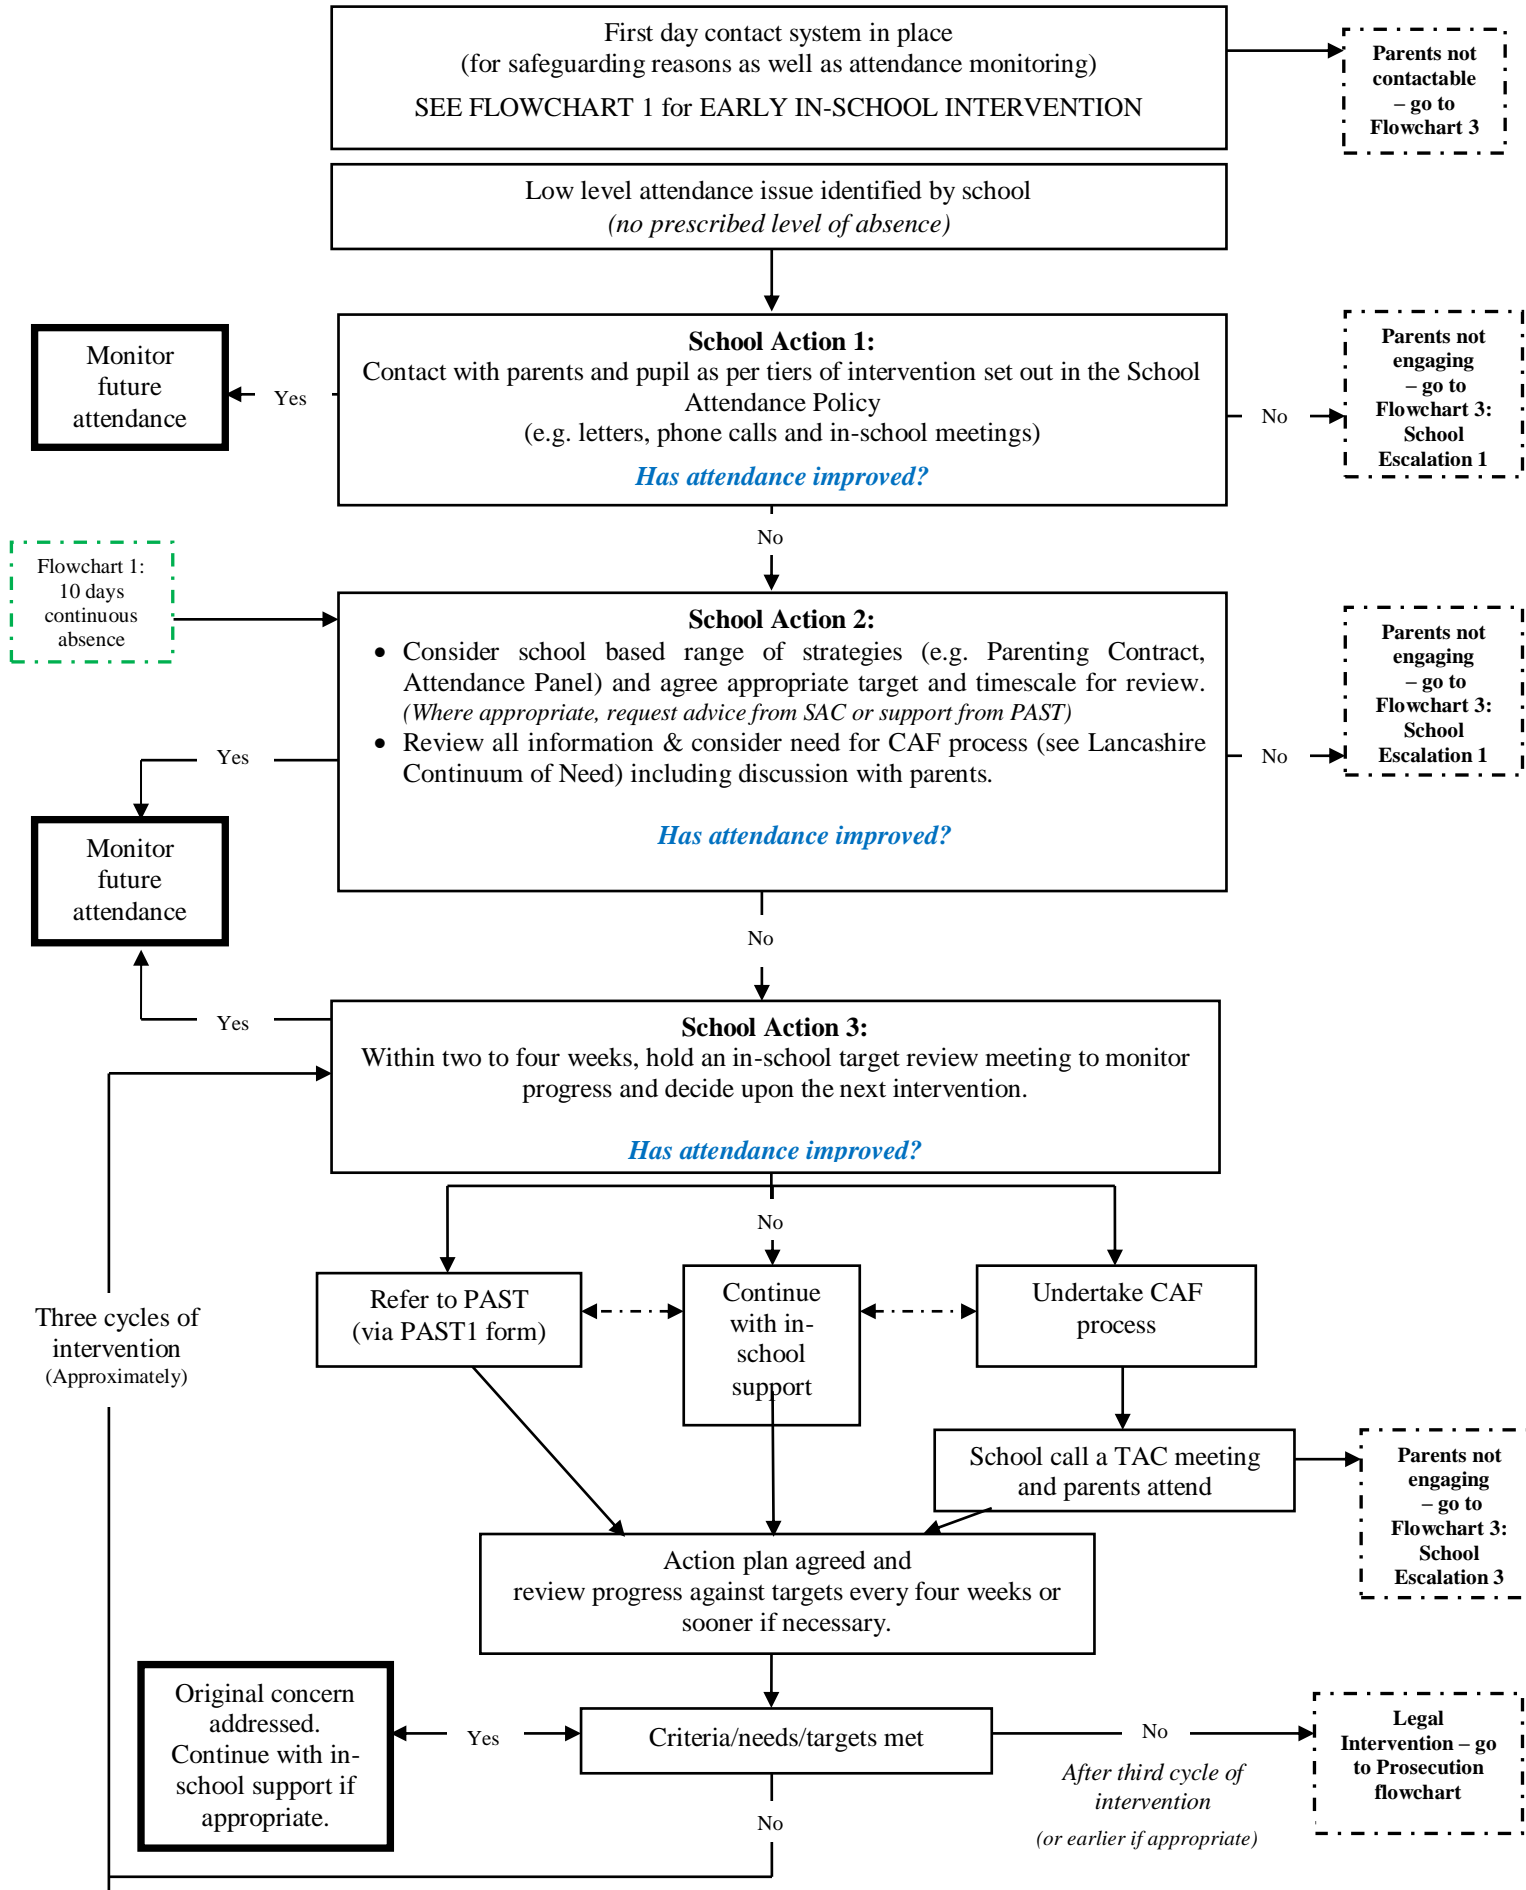 First day contact system in place
(for safeguarding reasons as well as attendance monitoring)
SEE FLOWCHART 1 for EARLY IN-SCHOOL INTERVENTION
Parents not
contactable
– go to
Flowchart 3
Low level attendance issue identified by school
(no prescribed level of absence)
Monitor
future
attendance
Yes
School Action 1:
Contact with parents and pupil as per tiers of intervention set out in the School
Attendance Policy
(e.g. letters, phone calls and in-school meetings)
Has attendance improved?
No
Parents not
engaging
– go to
Flowchart 3:
School
Escalation 1
No
Flowchart 1:
10 days
continuous
absence
School Action 2:
• Consider school based range of strategies (e.g. Parenting Contract,
Attendance Panel) and agree appropriate target and timescale for review.
(Where appropriate, request advice from SAC or support from PAST)
• Review all information & consider need for CAF process (see Lancashire
Continuum of Need) including discussion with parents.
Has attendance improved?
No
Parents not
engaging
– go to
Flowchart 3:
School
Escalation 1
Yes
Monitor
future
attendance
No
Yes
School Action 3:
Within two to four weeks, hold an in-school target review meeting to monitor
progress and decide upon the next intervention.
Has attendance improved?
No
Three cycles of
intervention
(Approximately)
Refer to PAST
(via PAST1 form)
Continue
with in-
school
support
Undertake CAF
process
School call a TAC meeting
and parents attend
Parents not
engaging
– go to
Flowchart 3:
School
Escalation 3
Action plan agreed and
review progress against targets every four weeks or
sooner if necessary.
Original concern
addressed.
Continue with in-
school support if
appropriate.
Yes
Criteria/needs/targets met
No
After third cycle of
intervention
(or earlier if appropriate)
Legal
Intervention – go
to Prosecution
flowchart
No